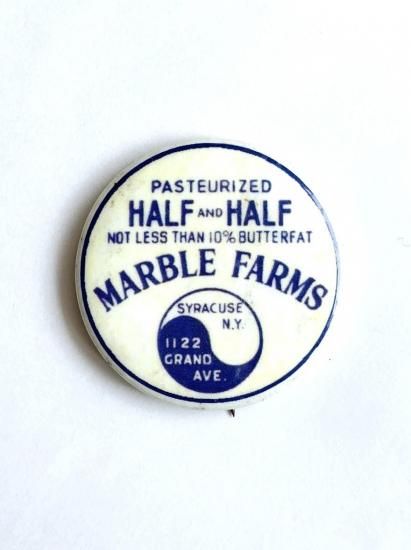 PASTEURIZED
HALF AND HALF
NOT LESS THAN 10% BUTTERFAT
MARBLE FARMS
SYRACUSE
N.Y.
1122
GRAND
AVE.